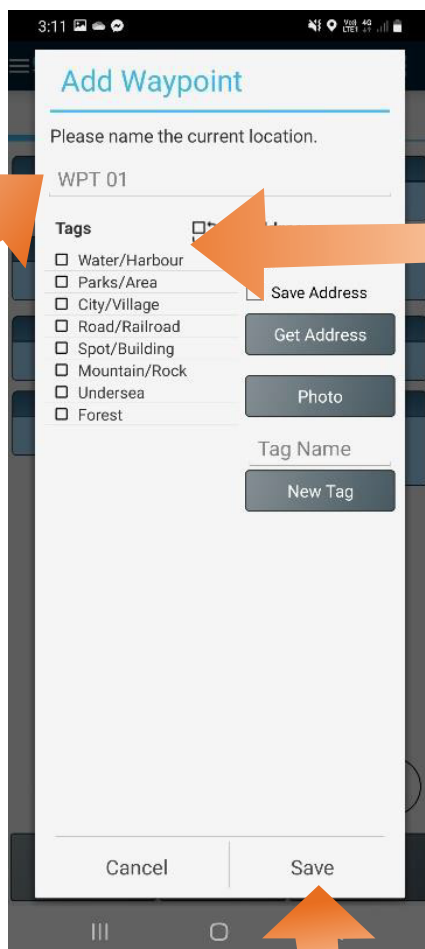 3:11
Add Waypoint
Please name the current location.
WPT 01
Tags
Water/Harbour
Parks/Area
Save Address
City/Village
Road/Railroad
Get Address
Spot/Building
Mountain/Rock
Undersea
Photo
Forest
Tag Name
New Tag
Cancel
Save